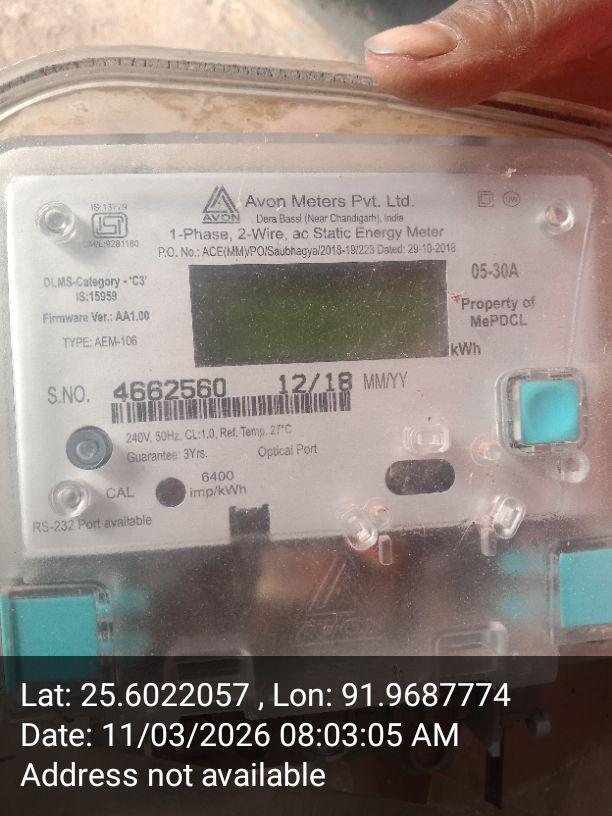 IS:13779
CM/L:9281180
AVON
Avon Meters Pvt. Ltd.
Dera Bassi (Near Chandigarh), India
1-Phase, 2-Wire, ac Static Energy Meter
P.O. No.: ACE(MM)/PO/Saubhagya/2018-19/223 Dated: 29-10-2018
DLMS-Category - 'C3'
IS:15959
Firmware Ver.: AA1.00
TYPE: AEM-106
05-30A
Property of
MePDCL
kWh
S.NO. 4662560 12/18 MM/YY
240V, 50Hz, CL:1.0, Ref. Temp. 27°C
Guarantee: 3Yrs. Optical Port
CAL
6400
imp/kWh
RS-232 Port available
AVON
Lat: 25.6022057 , Lon: 91.9687774
Date: 11/03/2026 08:03:05 AM
Address not available